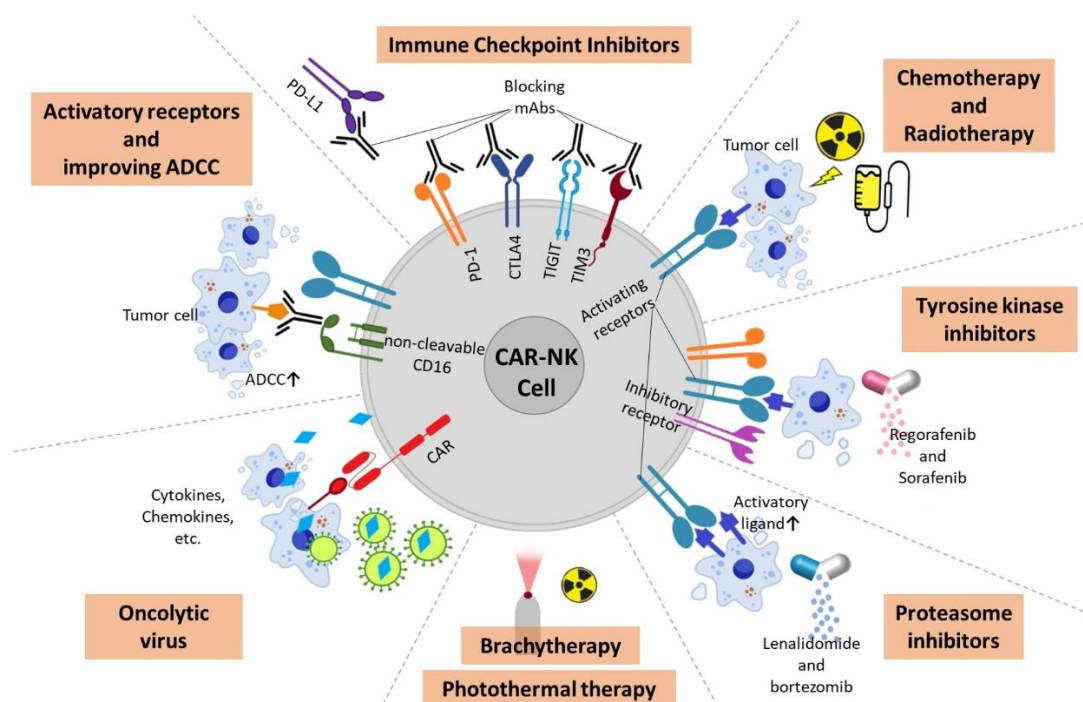 Immune Checkpoint Inhibitors
Blocking
mAbs
PD-L1
PD-1
CTLA4
TIGIT
TIM3
Activatory receptors
and
improving ADCC
Tumor cell
ADCC↑
non-cleavable
CD16
CAR-NK
Cell
Chemotherapy
and
Radiotherapy
Tumor cell
Activating
receptors
Tyrosine kinase
inhibitors
Inhibitory
receptor
Regorafenib
and
Sorafenib
CAR
Cytokines,
Chemokines,
etc.
Oncolytic
virus
Activatory
ligand↑
Lenalidomide
and
bortezomib
Proteasome
inhibitors
Brachytherapy
Photothermal therapy